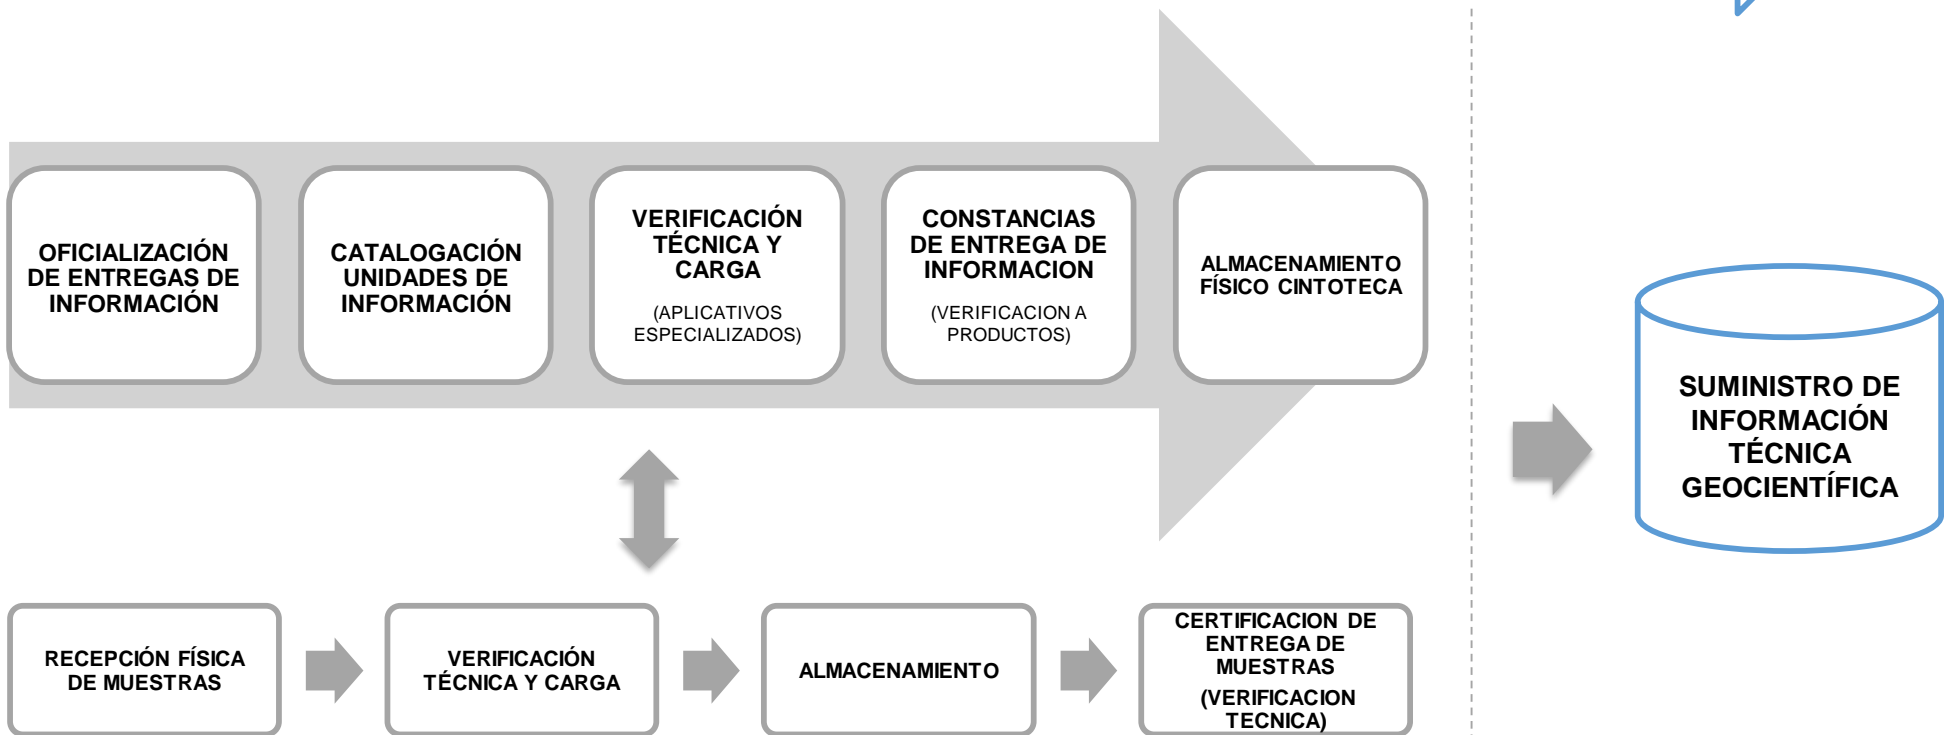 OFICIALIZACIÓN
DE ENTREGAS DE
INFORMACIÓN
CATALOGACIÓN
UNIDADES DE
INFORMACIÓN
VERIFICACIÓN
TÉCNICA Y
CARGA
(APLICATIVOS
ESPECIALIZADOS)
CONSTANCIAS
DE ENTREGA DE
INFORMACION
(VERIFICACION A
PRODUCTOS)
ALMACENAMIENTO
FÍSICO CINTOTECA
SUMINISTRO DE
INFORMACIÓN
TÉCNICA
GEOCIENTÍFICA
RECEPCIÓN FÍSICA
DE MUESTRAS
VERIFICACIÓN
TÉCNICA Y CARGA
ALMACENAMIENTO
CERTIFICACION DE
ENTREGA DE
MUESTRAS
(VERIFICACION
TECNICA)